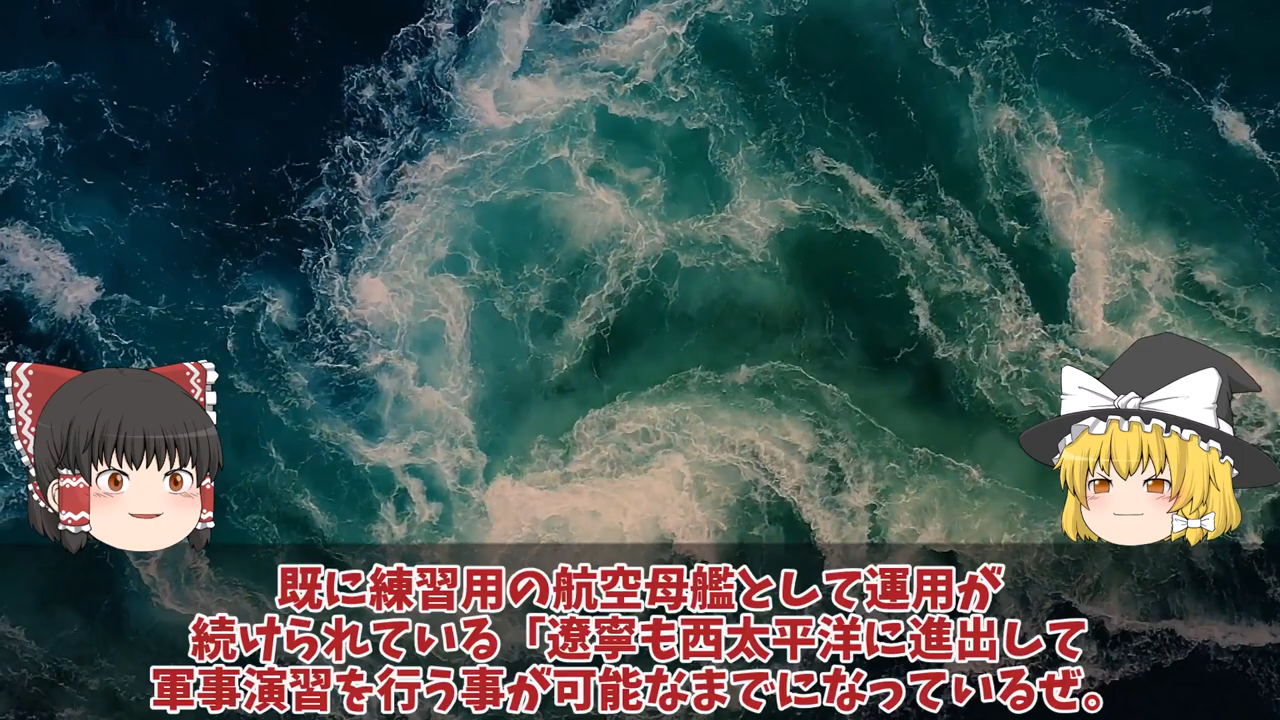 既に練習用の航空母艦として運用が
続けられている「遼寧も西太平洋に進出して
軍事演習を行う事が可能なまでになっているぜ。